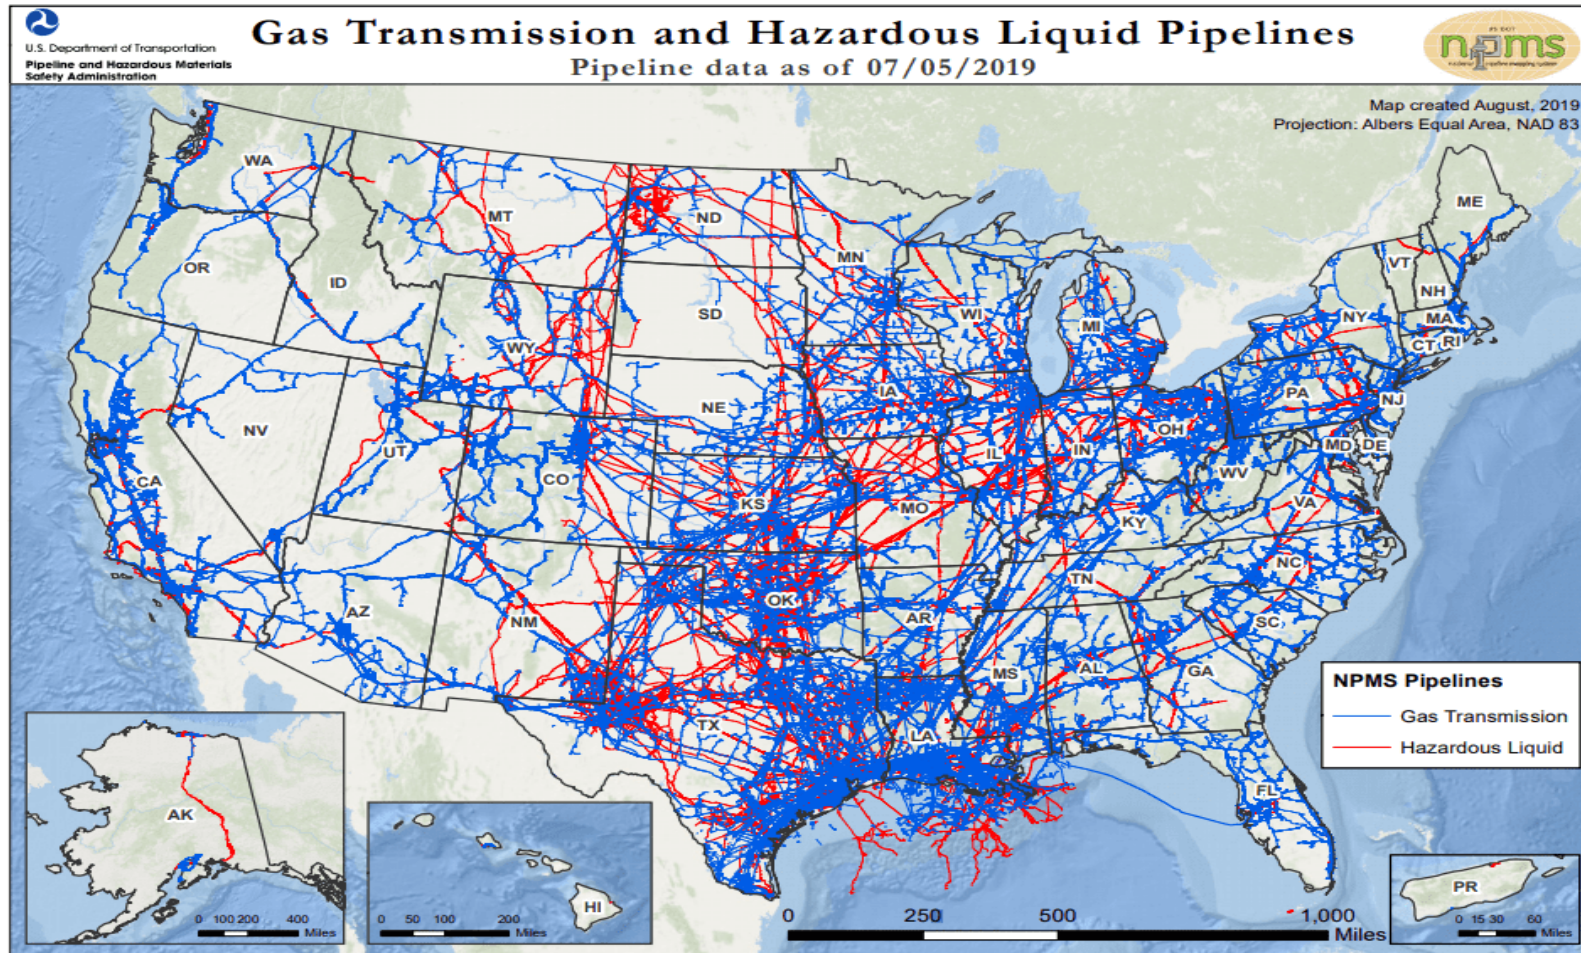 U.S. Department of Transportation
Pipeline and Hazardous Materials
Safety Administration
Gas Transmission and Hazardous Liquid Pipelines
Pipeline data as of 07/05/2019
npms
Map created August, 2019
Projection: Albers Equal Area, NAD 83
WA
MT
ND
ME
OR
ID
MN
VT
NH
SD
WI
MI
NY
MA
WY
CT
RI
NE
IA
PA
NJ
NV
UT
CO
IL
IN
OH
MD
DE
WV
CA
KS
MO
KY
VA
AZ
NM
OK
TN
NC
AR
SC
MS
AL
GA
TX
LA
FL
NPMS Pipelines
Gas Transmission
Hazardous Liquid
AK
0 100 200 400
Miles
HI
0 50 100 200
Miles
0 250 500 1,000
Miles
PR
0 15 30 60
Miles